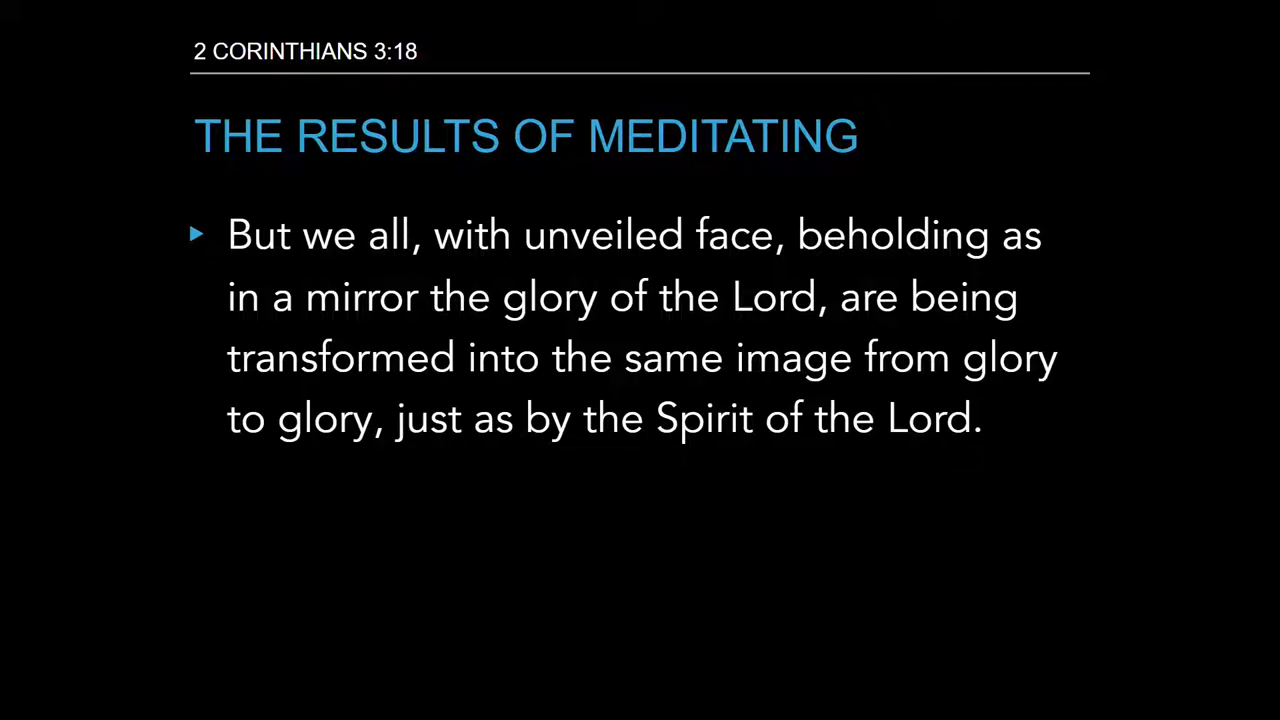 2 CORINTHIANS 3:18
THE RESULTS OF MEDITATING
But we all, with unveiled face, beholding as
in a mirror the glory of the Lord, are being
transformed into the same image from glory
to glory, just as by the Spirit of the Lord.